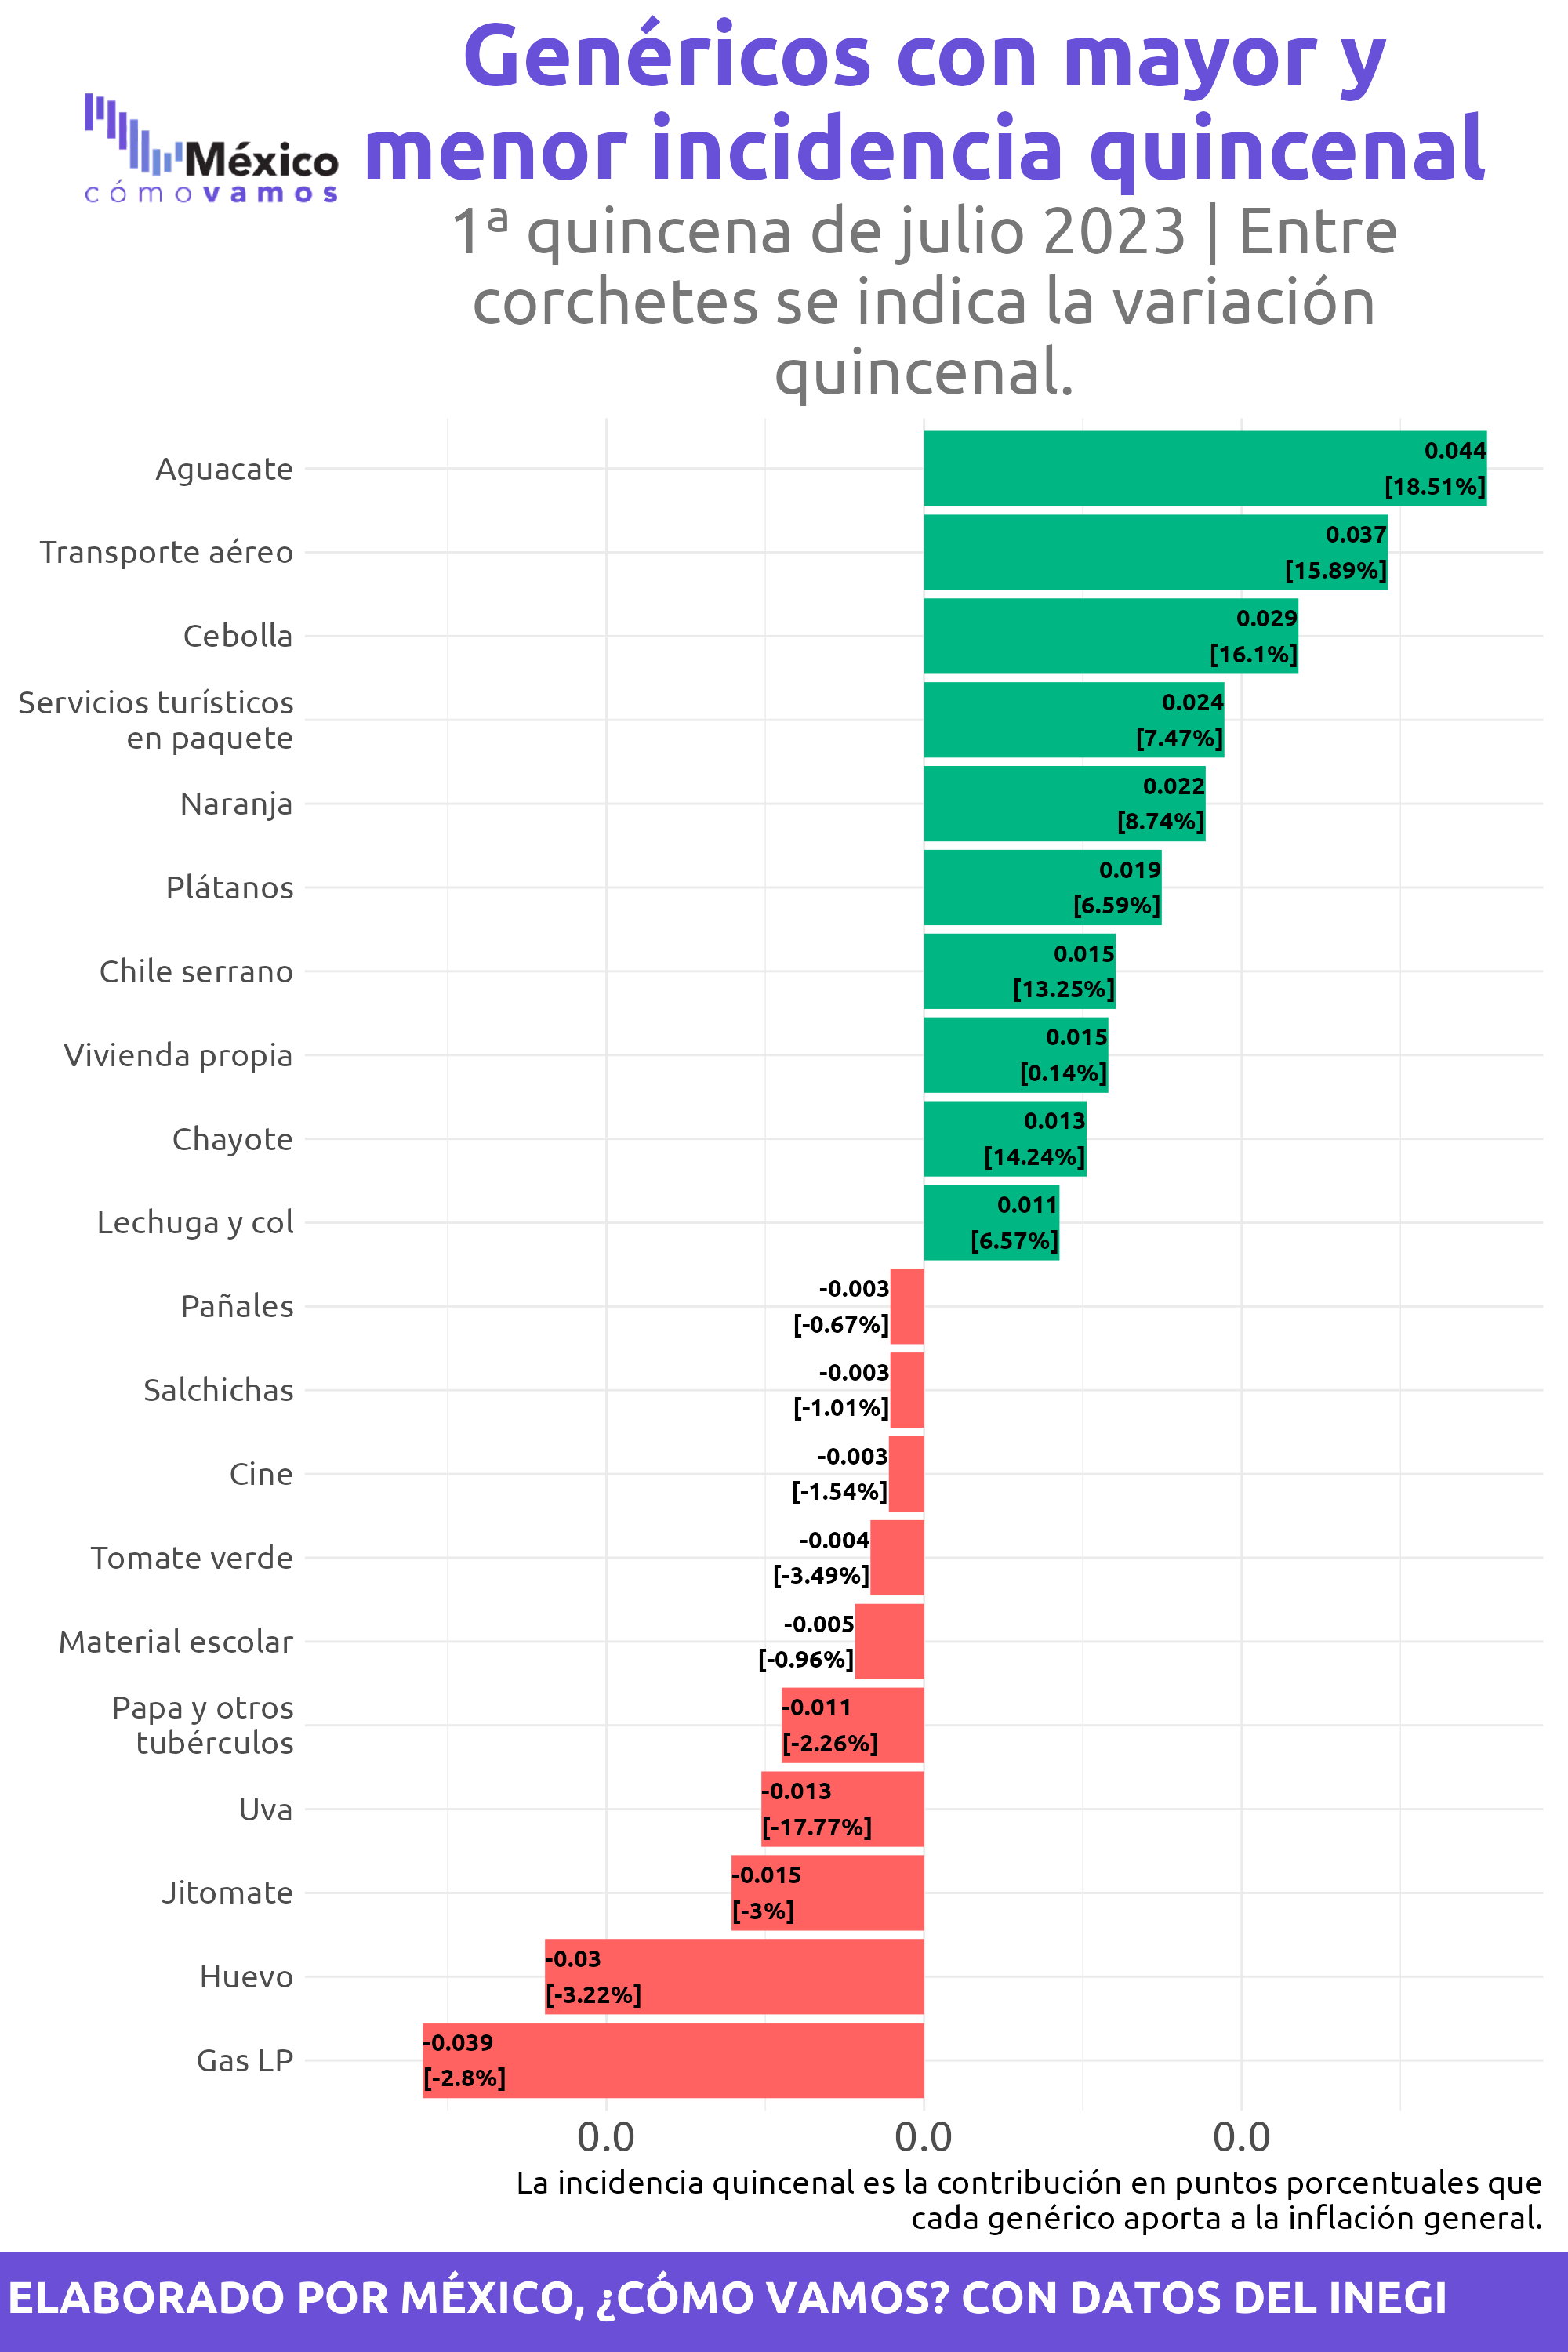 Genéricos con mayor y
menor incidencia quincenal
México
cómovamos
1ª quincena de julio 2023 | Entre
corchetes se indica la variación
quincenal.
Aguacate
0.044
[18.51%]
Transporte aéreo
0.037
[15.89%]
Cebolla
0.029
[16.1%]
Servicios turísticos
en paquete
0.024
[7.47%]
Naranja
0.022
[8.74%]
Plátanos
0.019
[6.59%]
Chile serrano
0.015
[13.25%]
Vivienda propia
0.015
[0.14%]
Chayote
0.013
[14.24%]
Lechuga y col
0.011
[6.57%]
Pañales
-0.003
[-0.67%]
Salchichas
-0.003
[-1.01%]
Cine
-0.003
[-1.54%]
Tomate verde
-0.004
[-3.49%]
Material escolar
-0.005
[-0.96%]
Papa y otros
tubérculos
-0.011
[-2.26%]
Uva
-0.013
[-17.77%]
Jitomate
-0.015
[-3%]
Huevo
-0.03
[-3.22%]
Gas LP
-0.039
[-2.8%]
0.0 0.0 0.0
La incidencia quincenal es la contribución en puntos porcentuales que
cada genérico aporta a la inflación general.
ELABORADO POR MÉXICO, ¿CÓMO VAMOS? CON DATOS DEL INEGI